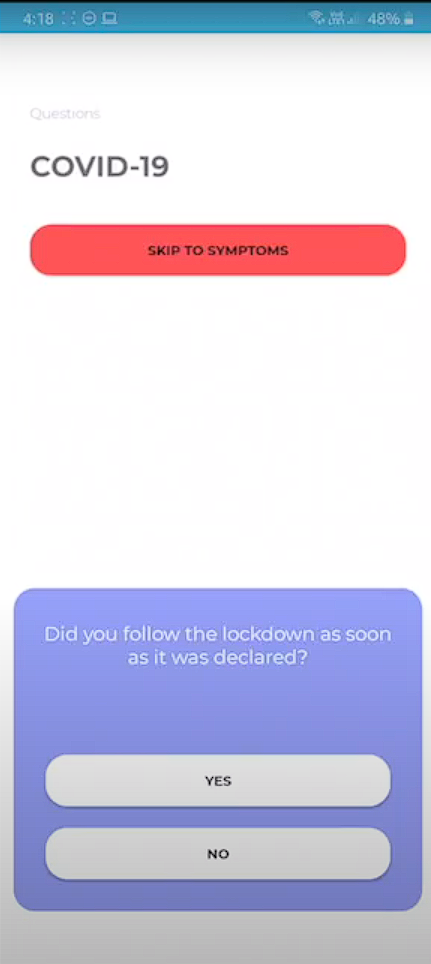 4:18
48%
Questions
COVID-19
SKIP TO SYMPTOMS
Did you follow the lockdown as soon
as it was declared?
YES
NO